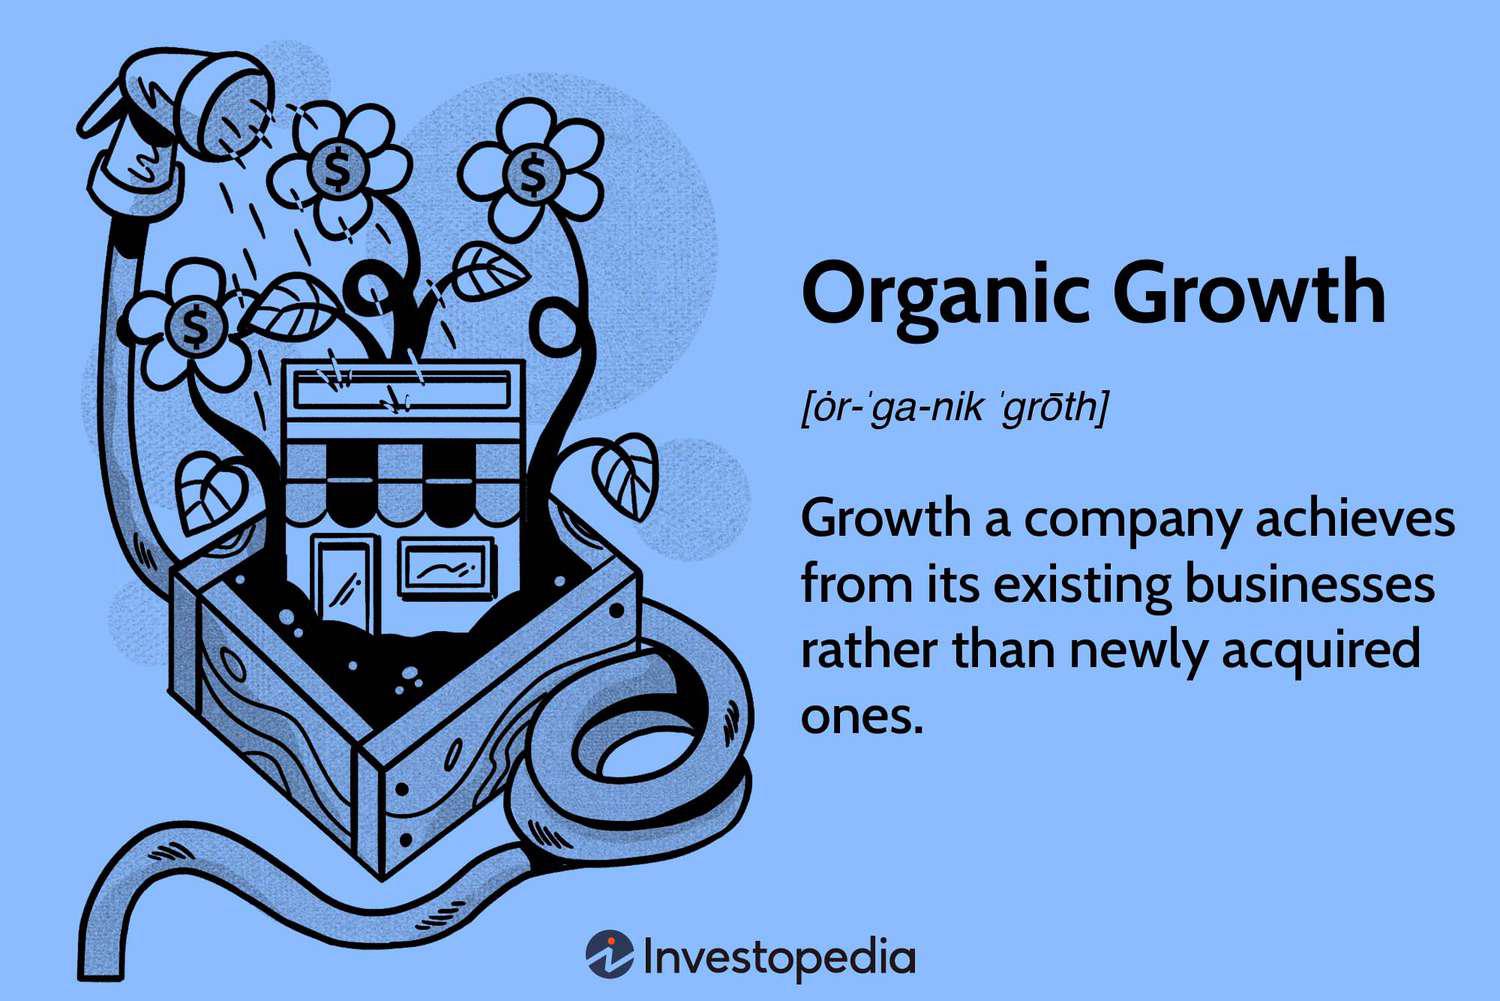 $
$
$
Organic Growth
[ȯr-ˈga-nik ˈgrōth]
Growth a company achieves
from its existing businesses
rather than newly acquired
ones.
Investopedia